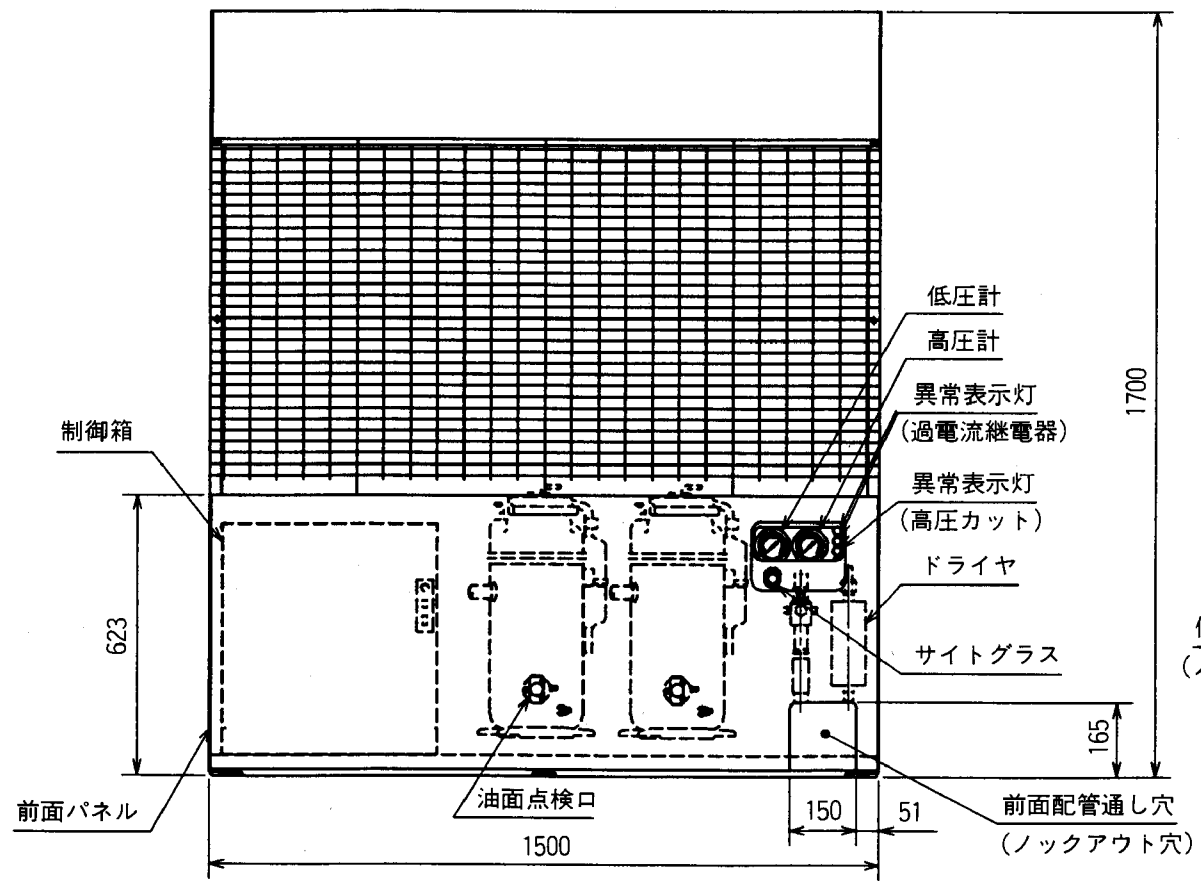 低圧計
高圧計
異常表示灯
(過電流継電器)
異常表示灯
(高圧カット)
ドライヤ
サイトグラス
制御箱
1700
623
165
前面パネル
油面点検口
150
51
前面配管通し穴
(ノックアウト穴)
1500